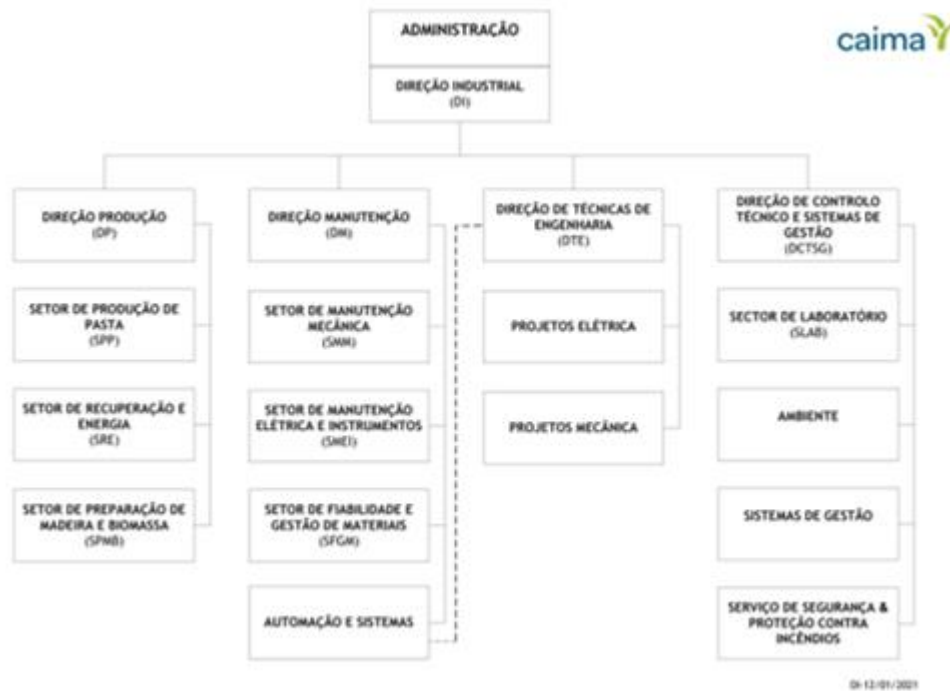 ADMINISTRAÇÃO
caima
DIREÇÃO INDUSTRIAL
(DI)
DIREÇÃO PRODUÇÃO
(DP)
DIREÇÃO MANUTENÇÃO
(DM)
DIREÇÃO DE TÉCNICAS DE
ENGENHARIA
(DTE)
DIREÇÃO DE CONTROLO
TÉCNICO E SISTEMAS DE
GESTÃO
(DCTSG)
SETOR DE PRODUÇÃO DE
PASTA
(SPP)
SETOR DE MANUTENÇÃO
MECÂNICA
(SMM)
PROJETOS ELÉTRICA
SECTOR DE LABORATÓRIO
(SLAB)
SETOR DE RECUPERAÇÃO E
ENERGIA
(SRE)
SETOR DE MANUTENÇÃO
ELÉTRICA E INSTRUMENTOS
(SMEI)
PROJETOS MECÂNICA
AMBIENTE
SETOR DE PREPARAÇÃO DE
MADEIRA E BIOMASSA
(SPMB)
SETOR DE FIABILIDADE E
GESTÃO DE MATERIAIS
(SFGM)
SISTEMAS DE GESTÃO
AUTOMAÇÃO E SISTEMAS
SERVIÇO DE SEGURANÇA &
PROTEÇÃO CONTRA
INCÊNDIOS
DI-12/01/2021